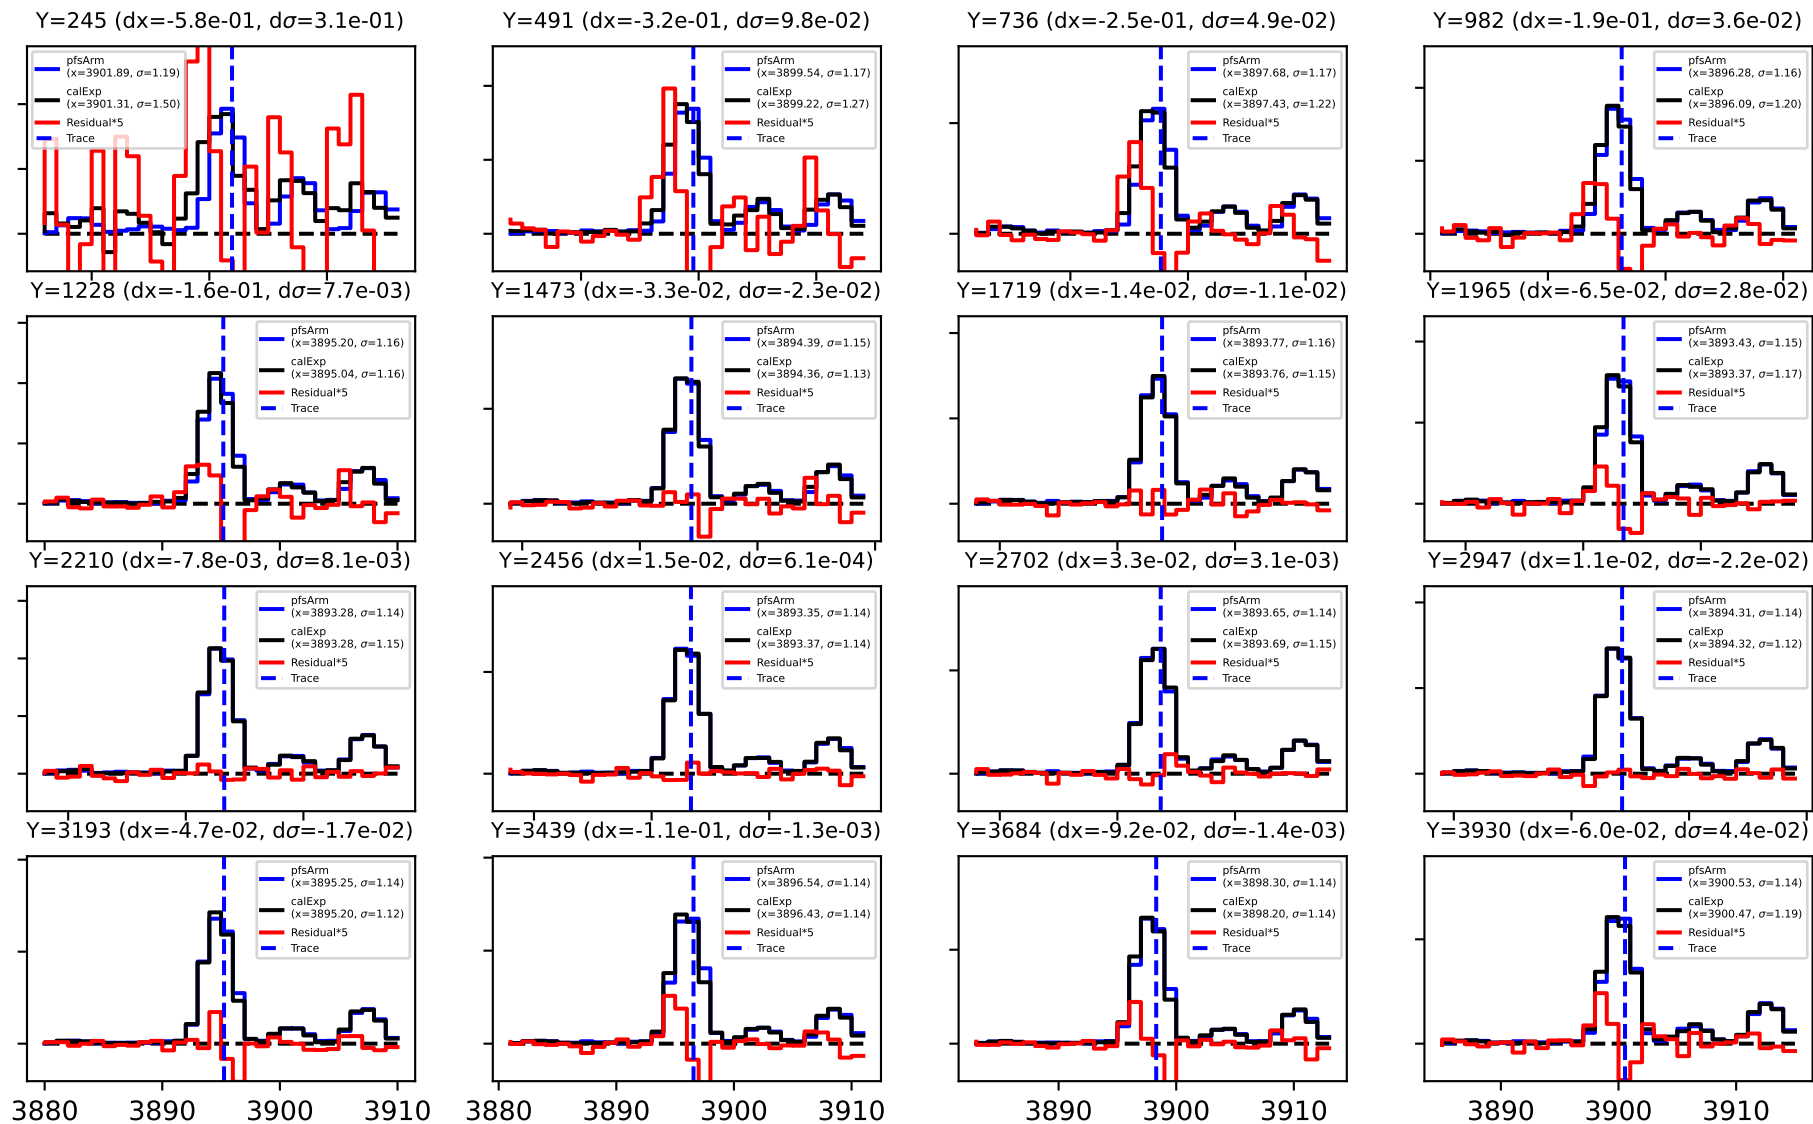 Y=245 (dx=-5.8e-01, dσ=3.1e-01)
pfsArm
(x=3901.89, σ=1.19)
calExp
(x=3901.31, σ=1.50)
Residual*5
Trace
Y=491 (dx=-3.2e-01, dσ=9.8e-02)
pfsArm
(x=3899.54, σ=1.17)
calExp
(x=3899.22, σ=1.27)
Residual*5
Trace
Y=736 (dx=-2.5e-01, dσ=4.9e-02)
pfsArm
(x=3897.68, σ=1.17)
calExp
(x=3897.43, σ=1.22)
Residual*5
Trace
Y=982 (dx=-1.9e-01, dσ=3.6e-02)
pfsArm
(x=3896.28, σ=1.16)
calExp
(x=3896.09, σ=1.20)
Residual*5
Trace
Y=1228 (dx=-1.6e-01, dσ=7.7e-03)
pfsArm
(x=3895.20, σ=1.16)
calExp
(x=3895.04, σ=1.16)
Residual*5
Trace
Y=1473 (dx=-3.3e-02, dσ=-2.3e-02)
pfsArm
(x=3894.39, σ=1.15)
calExp
(x=3894.36, σ=1.13)
Residual*5
Trace
Y=1719 (dx=-1.4e-02, dσ=-1.1e-02)
pfsArm
(x=3893.77, σ=1.16)
calExp
(x=3893.76, σ=1.15)
Residual*5
Trace
Y=1965 (dx=-6.5e-02, dσ=2.8e-02)
pfsArm
(x=3893.43, σ=1.15)
calExp
(x=3893.37, σ=1.17)
Residual*5
Trace
Y=2210 (dx=-7.8e-03, dσ=8.1e-03)
pfsArm
(x=3893.28, σ=1.14)
calExp
(x=3893.28, σ=1.15)
Residual*5
Trace
Y=2456 (dx=1.5e-02, dσ=6.1e-04)
pfsArm
(x=3893.35, σ=1.14)
calExp
(x=3893.37, σ=1.14)
Residual*5
Trace
Y=2702 (dx=3.3e-02, dσ=3.1e-03)
pfsArm
(x=3893.65, σ=1.14)
calExp
(x=3893.69, σ=1.15)
Residual*5
Trace
Y=2947 (dx=1.1e-02, dσ=-2.2e-02)
pfsArm
(x=3894.31, σ=1.14)
calExp
(x=3894.32, σ=1.12)
Residual*5
Trace
Y=3193 (dx=-4.7e-02, dσ=-1.7e-02)
pfsArm
(x=3895.25, σ=1.14)
calExp
(x=3895.20, σ=1.12)
Residual*5
Trace
Y=3439 (dx=-1.1e-01, dσ=-1.3e-03)
pfsArm
(x=3896.54, σ=1.14)
calExp
(x=3896.43, σ=1.14)
Residual*5
Trace
Y=3684 (dx=-9.2e-02, dσ=-1.4e-03)
pfsArm
(x=3898.30, σ=1.14)
calExp
(x=3898.20, σ=1.14)
Residual*5
Trace
Y=3930 (dx=-6.0e-02, dσ=4.4e-02)
pfsArm
(x=3900.53, σ=1.14)
calExp
(x=3900.47, σ=1.19)
Residual*5
Trace
3880 3890 3900 3910
3880 3890 3900 3910
3890 3900 3910
3890 3900 3910